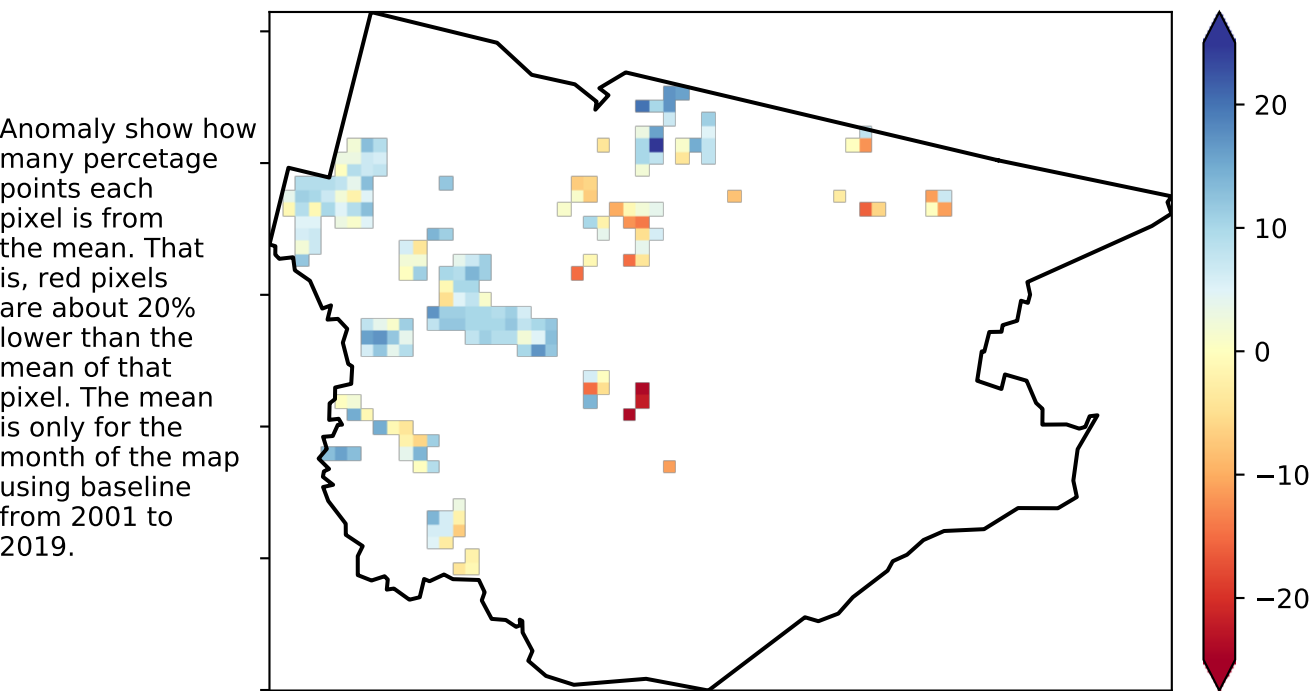 Anomaly show how
many percetage
points each
pixel is from
the mean. That
is, red pixels
are about 20%
lower than the
mean of that
pixel. The mean
is only for the
month of the map
using baseline
from 2001 to
2019.
20
10
0
−10
−20